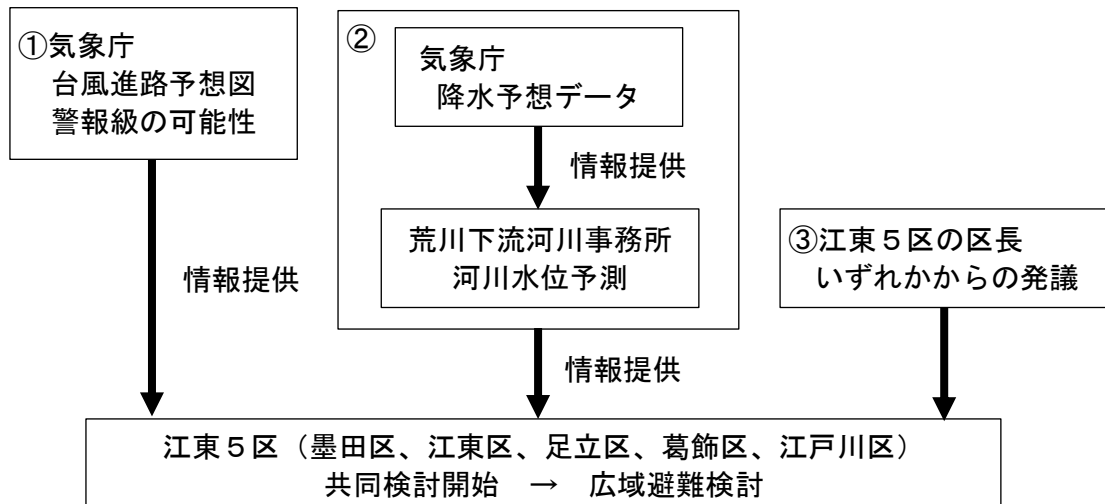 ①気象庁
台風進路予想図
警報級の可能性
②
気象庁
降水予想データ
情報提供
荒川下流河川事務所
河川水位予測
③江東5区の区長
いずれかからの発議
情報提供
情報提供
江東5区（墨田区、江東区、足立区、葛飾区、江戸川区）
共同検討開始　→　広域避難検討